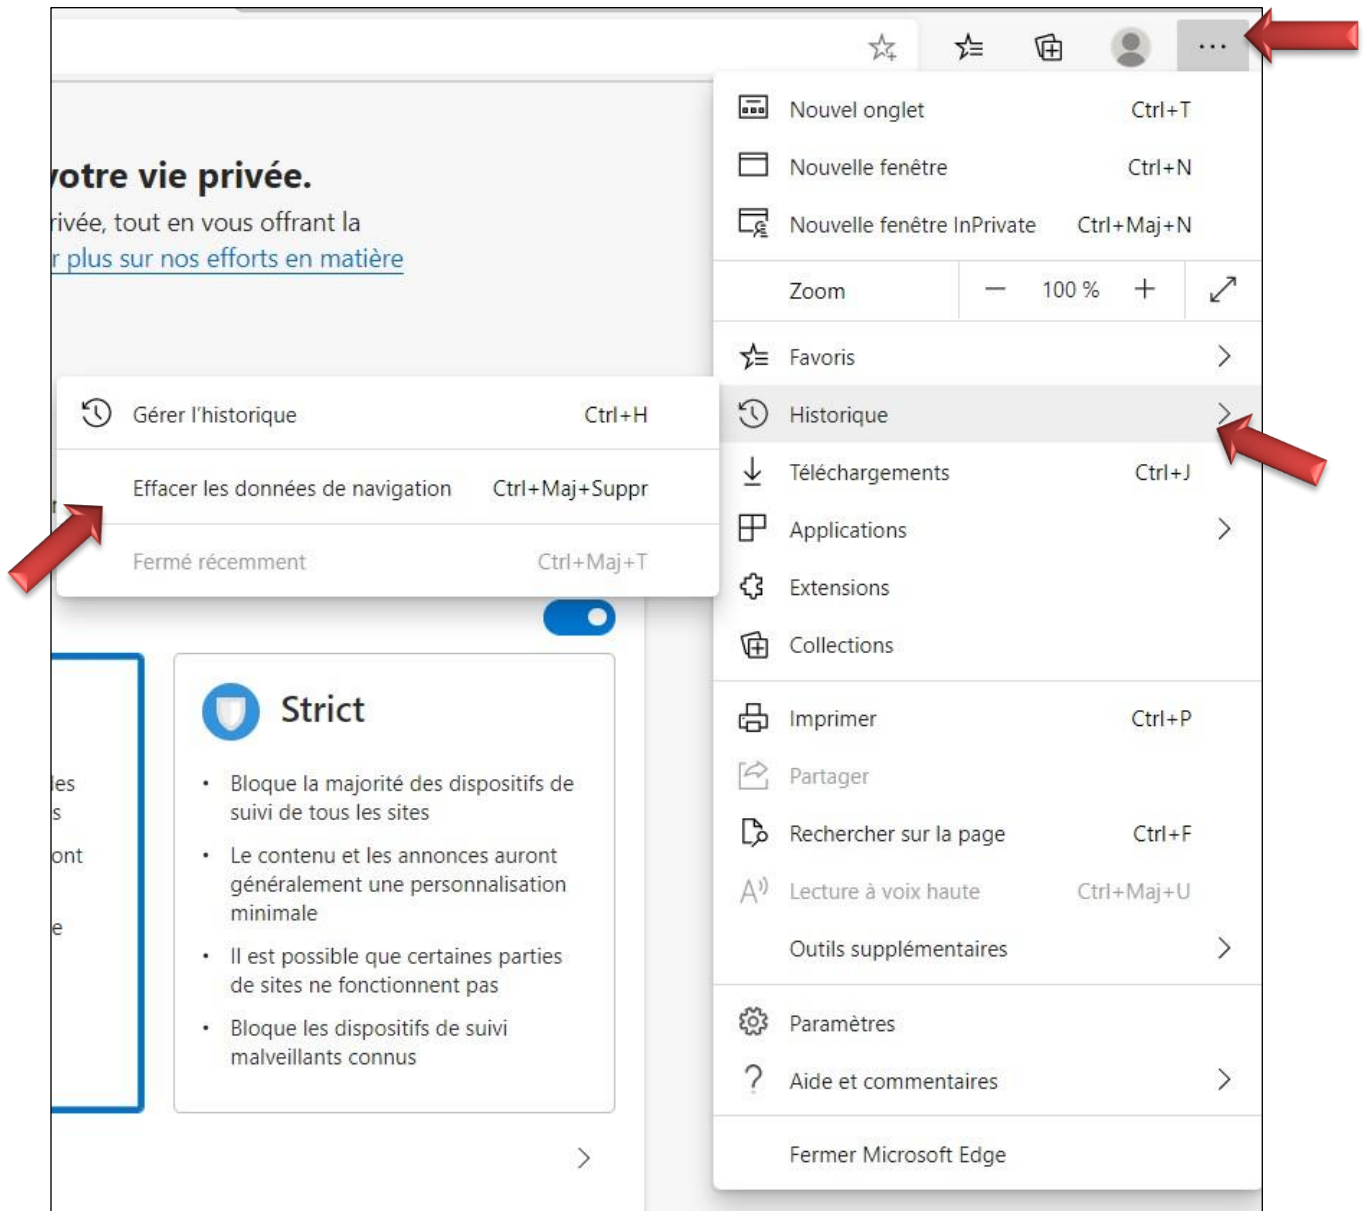 votre vie privée.
rivée, tout en vous offrant la
r plus sur nos efforts en matière
Nouvel onglet Ctrl+T
Nouvelle fenêtre Ctrl+N
Nouvelle fenêtre InPrivate Ctrl+Maj+N
Zoom — 100 % +
Favoris
Historique
Téléchargements Ctrl+J
Applications
Extensions
Collections
Imprimer Ctrl+P
Partager
Rechercher sur la page Ctrl+F
Lecture à voix haute Ctrl+Maj+U
Outils supplémentaires
Paramètres
Aide et commentaires
Fermer Microsoft Edge
Gérer l'historique Ctrl+H
Effacer les données de navigation Ctrl+Maj+Suppr
Fermé récemment Ctrl+Maj+T
les
s
ont
e
Strict
• Bloque la majorité des dispositifs de
suivi de tous les sites
• Le contenu et les annonces auront
généralement une personnalisation
minimale
• Il est possible que certaines parties
de sites ne fonctionnent pas
• Bloque les dispositifs de suivi
malveillants connus